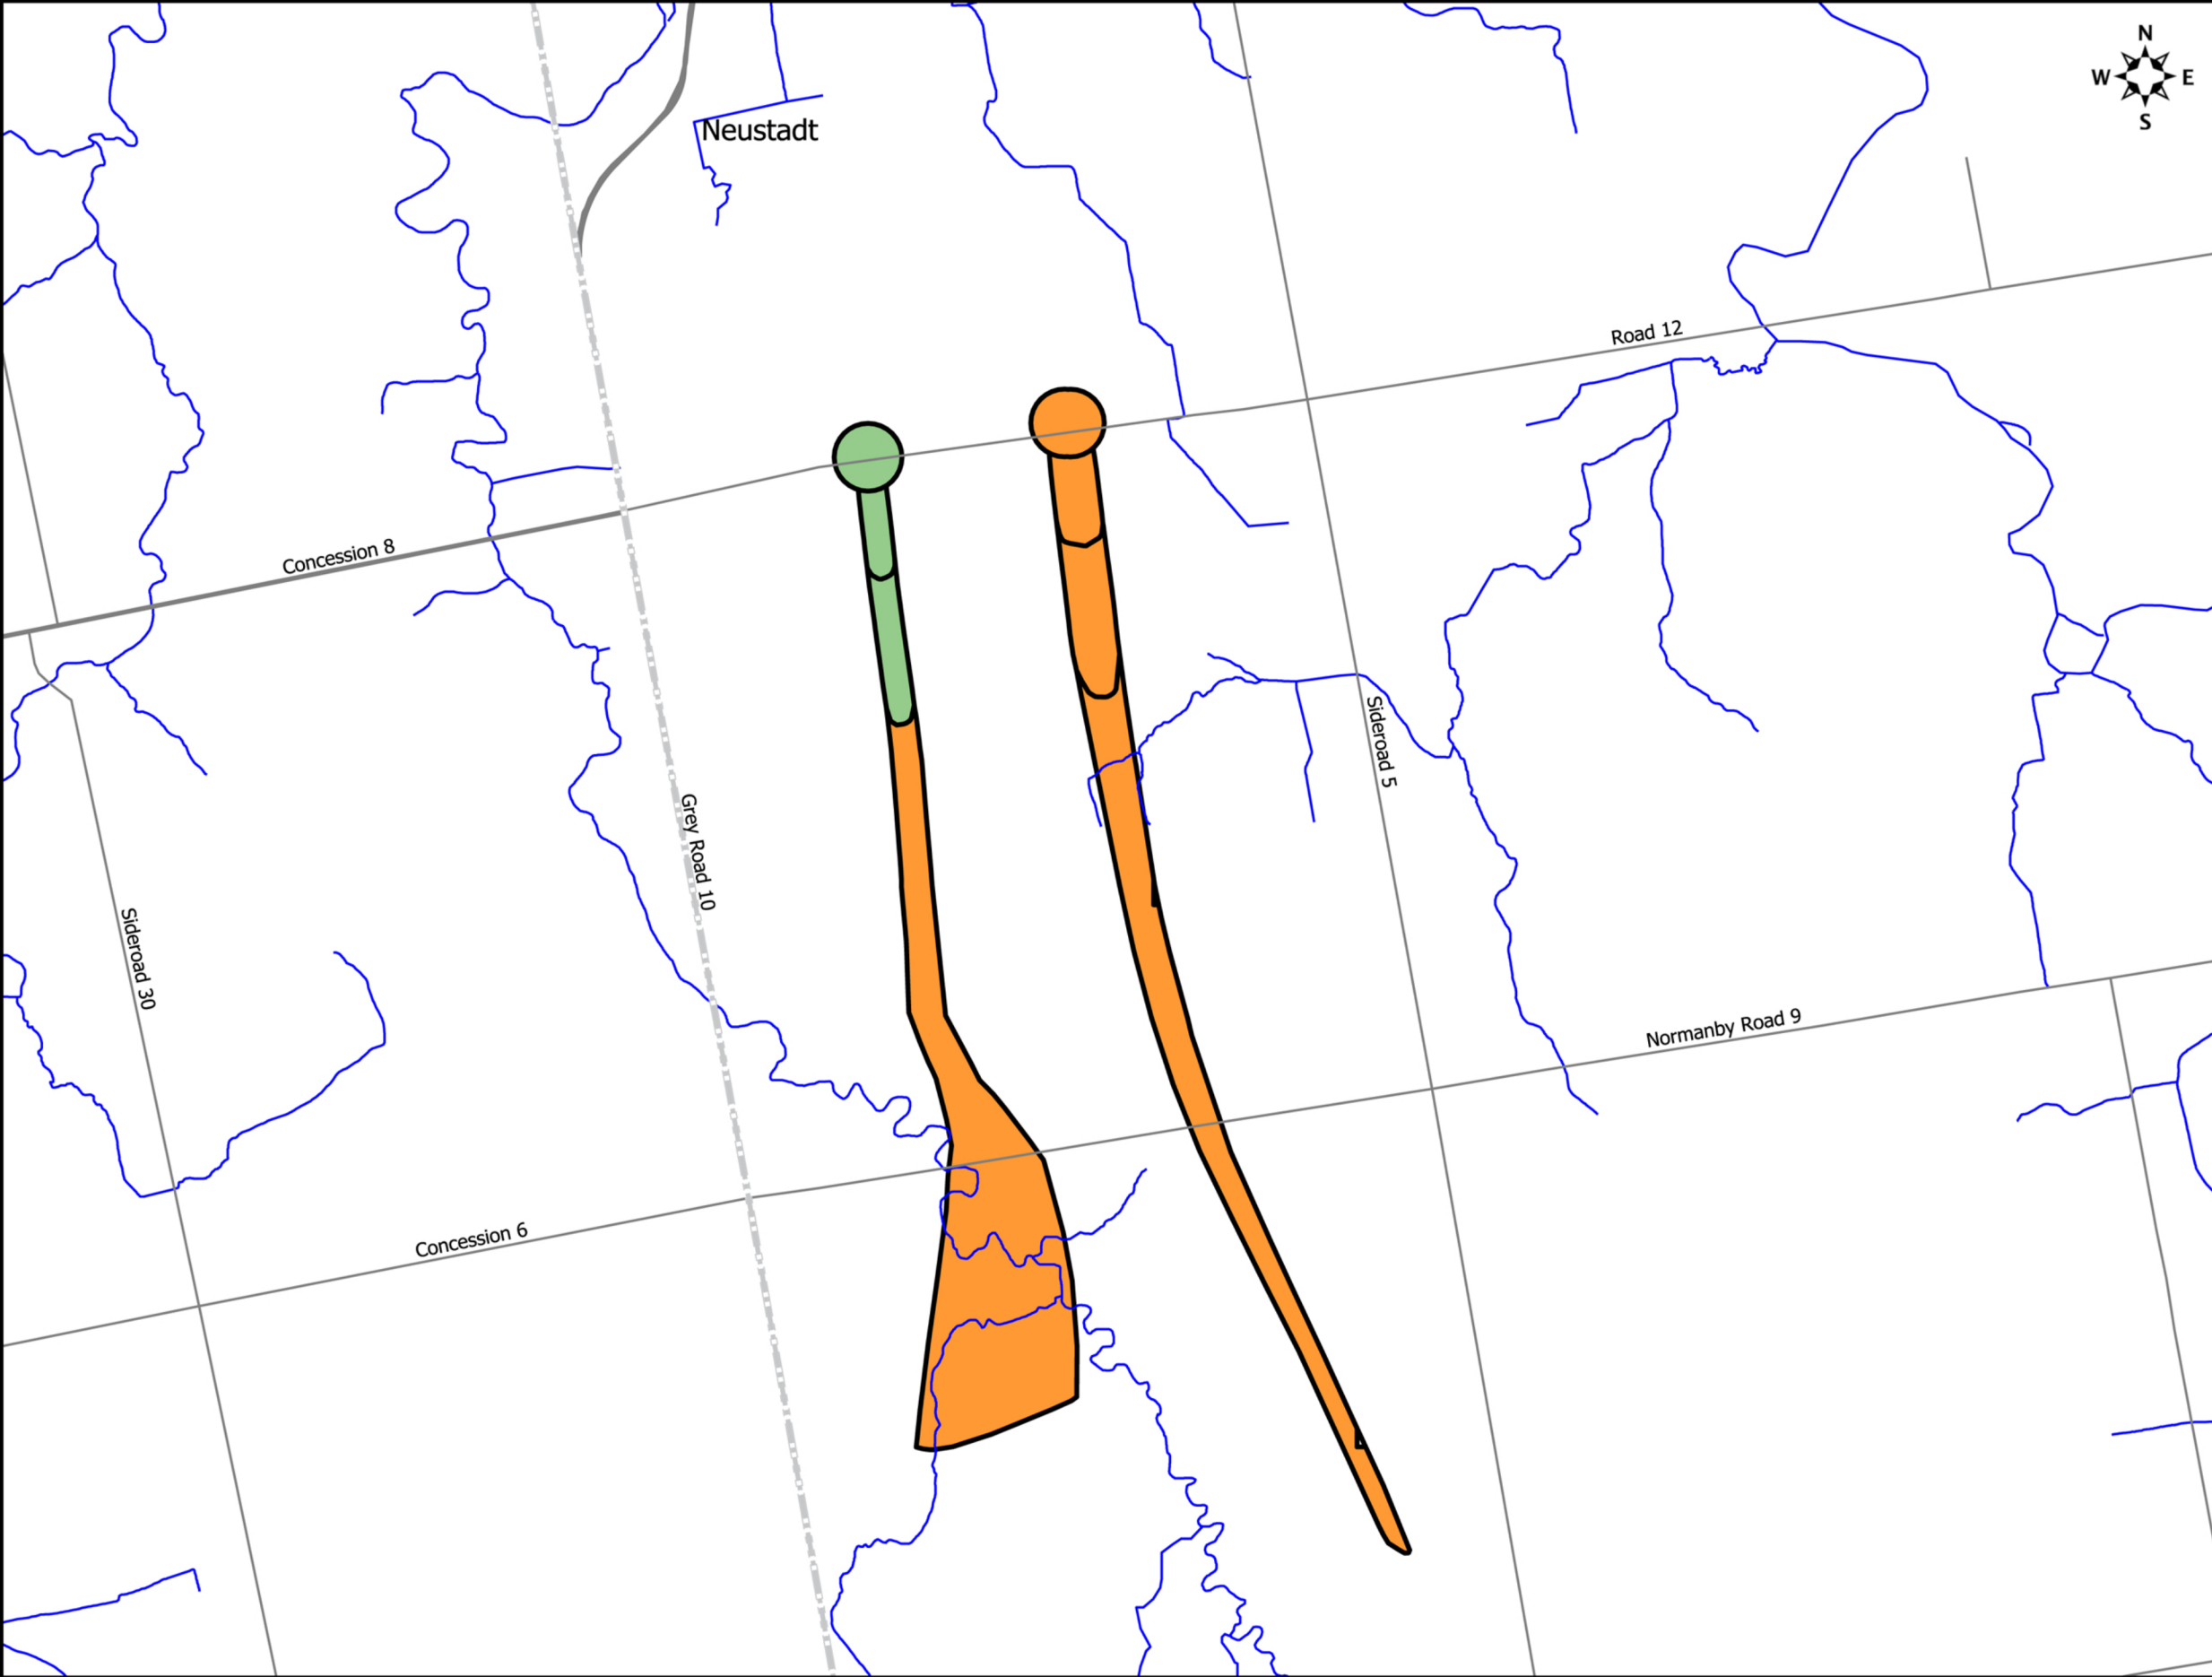 N
W E
S
Neustadt
Road 12
Concession 8
Sideroad 5
Grey Road 10
Sideroad 30
Normanby Road 9
Concession 6